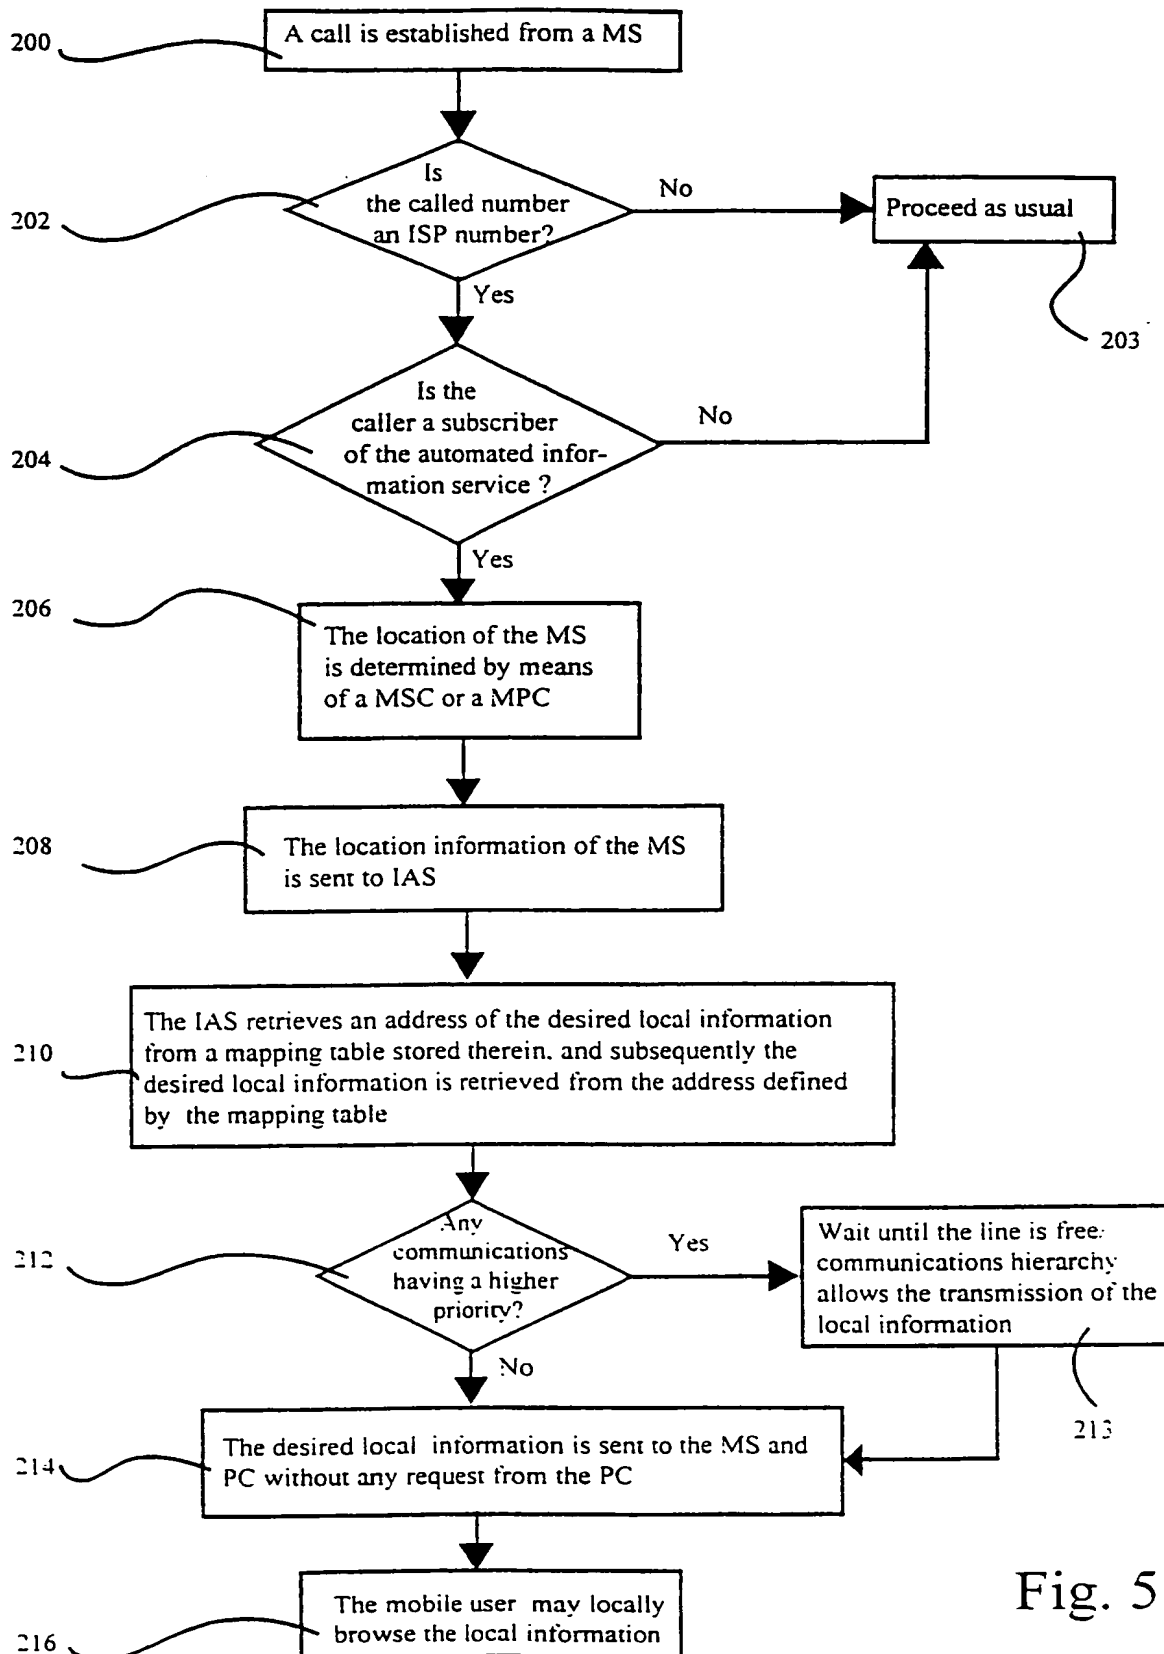 200
A call is established from a MS
202
Is
the called number
an ISP number?
No
Proceed as usual
203
Yes
204
Is the
caller a subscriber
of the automated infor-
mation service ?
No
Yes
206
The location of the MS
is determined by means
of a MSC or a MPC
208
The location information of the MS
is sent to IAS
210
The IAS retrieves an address of the desired local information
from a mapping table stored therein, and subsequently the
desired local information is retrieved from the address defined
by the mapping table
212
Any
communications
having a higher
priority?
Yes
Wait until the line is free/
communications hierarchy
allows the transmission of the
local information
213
No
214
The desired local information is sent to the MS and
PC without any request from the PC
216
The mobile user may locally
browse the local information
Fig. 5